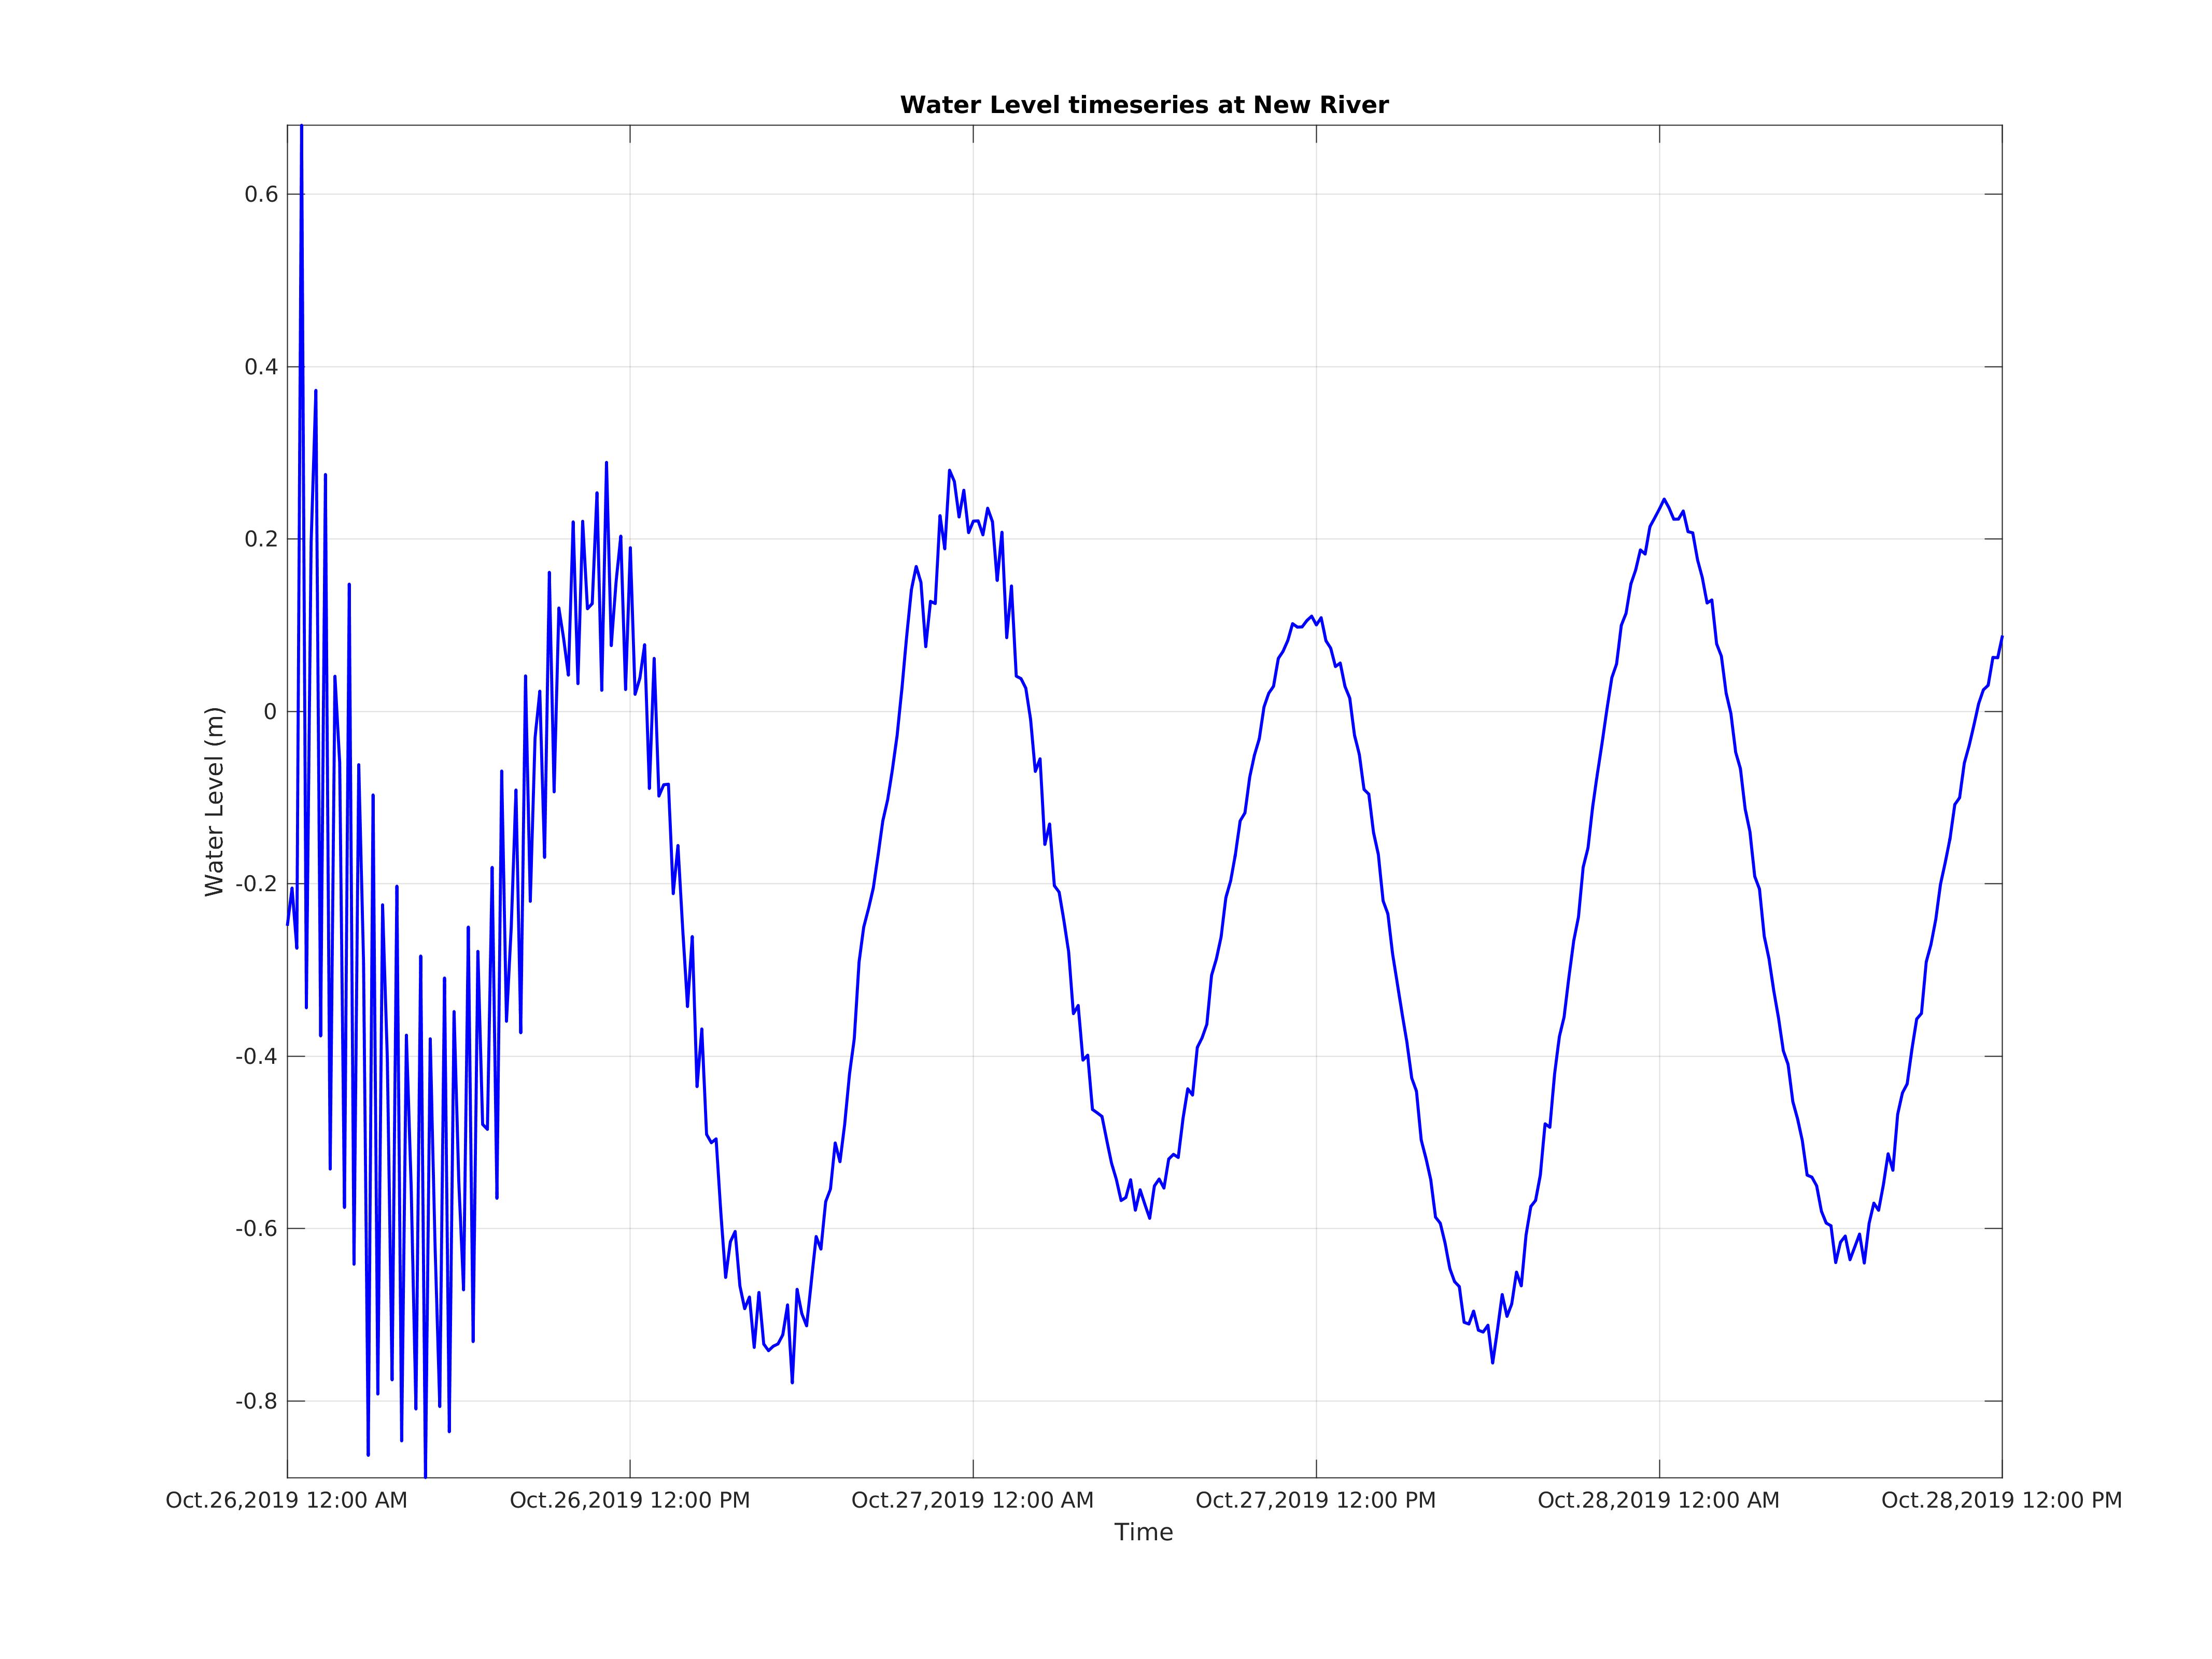 Water Level timeseries at New River
0.6
0.4
0.2
0
-0.2
-0.4
-0.6
-0.8
Water Level (m)
Oct.26,2019 12:00 AM Oct.26,2019 12:00 PM Oct.27,2019 12:00 AM Oct.27,2019 12:00 PM Oct.28,2019 12:00 AM Oct.28,2019 12:00 PM
Time